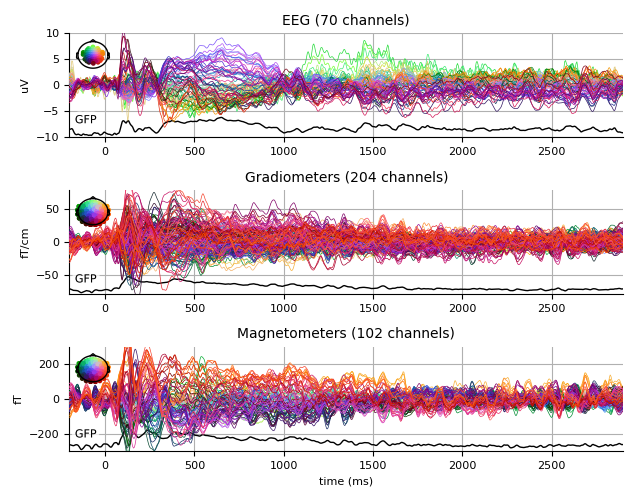 EEG (70 channels)
10
5
0
−5
−10
uV
GFP
0 500 1000 1500 2000 2500
Gradiometers (204 channels)
50
0
−50
fT/cm
GFP
0 500 1000 1500 2000 2500
Magnetometers (102 channels)
200
0
−200
fT
GFP
0 500 1000 1500 2000 2500
time (ms)